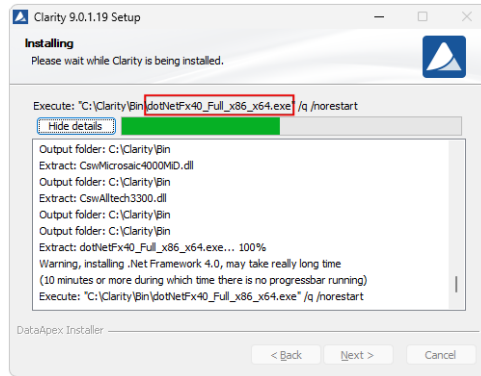 Clarity 9.0.1.19 Setup
Installing
Please wait while Clarity is being installed.
Execute: "C:\Clarity\Bin\dotNetFx40_Full_x86_x64.exe" /q /norestart
Hide details
Output folder: C:\Clarity\Bin
Extract: CswMicrosaic4000MiD.dll
Output folder: C:\Clarity\Bin
Extract: CswAlltech3300.dll
Output folder: C:\Clarity\Bin
Output folder: C:\Clarity\Bin
Extract: dotNetFx40_Full_x86_x64.exe... 100%
Warning, installing .Net Framework 4.0, may take really long time
(10 minutes or more during which time there is no progressbar running)
Execute: "C:\Clarity\Bin\dotNetFx40_Full_x86_x64.exe" /q /norestart
DataApex Installer
< Back Next > Cancel